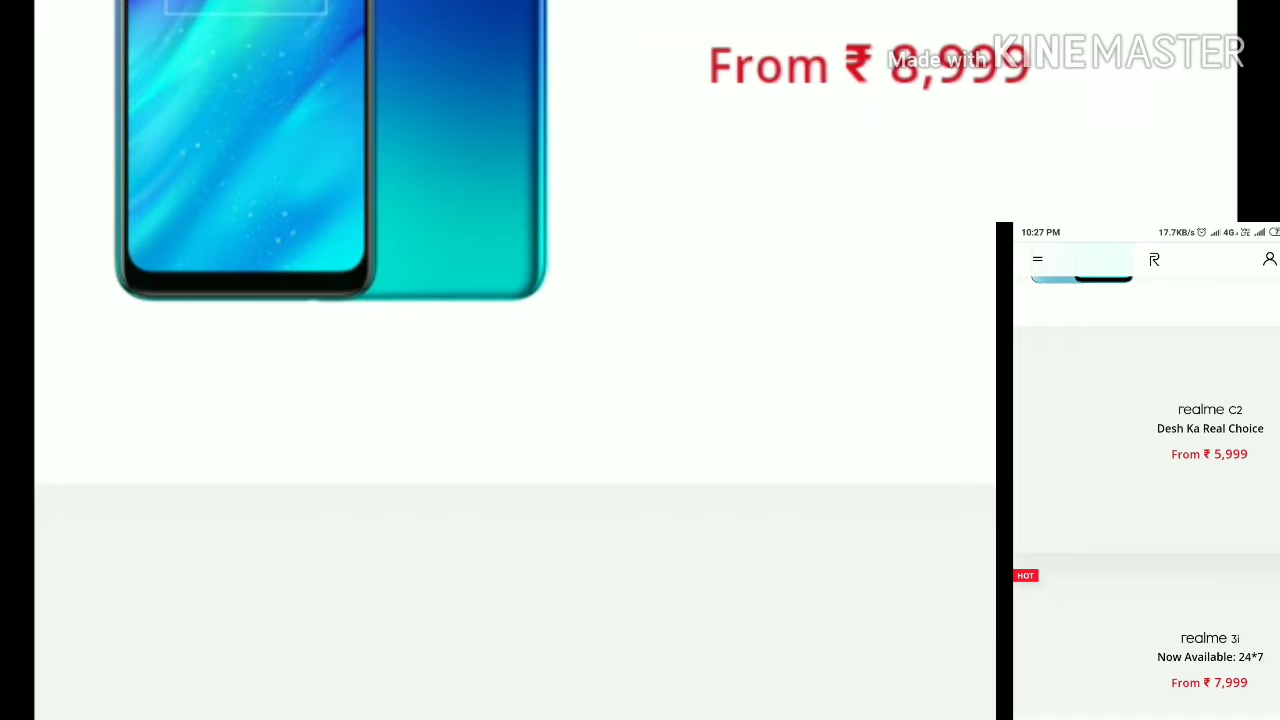 From ₹ 8,999
Made with KINEMASTER
10:27 PM 17.7KB/s 4G+ VoLTE
realme C2
Desh Ka Real Choice
From ₹ 5,999
HOT
realme 3i
Now Available: 24*7
From ₹ 7,999